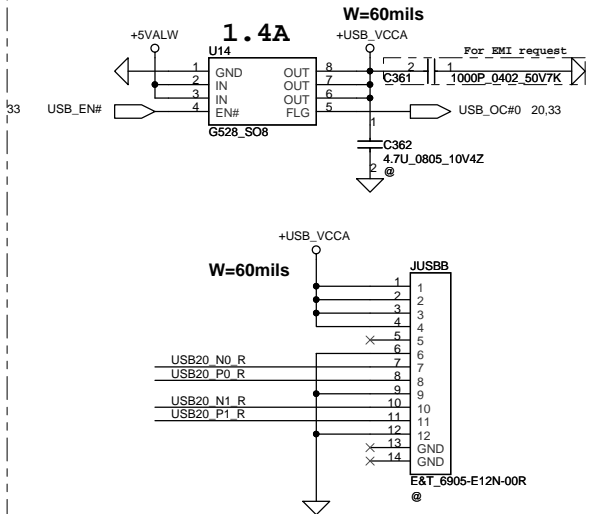 W=60mils
+5VALW
1.4A
+USB_VCCA
U14
For EMI request
1 GND OUT 8
2 IN OUT 7
3 IN OUT 6
4 EN# FLG 5
G528_SO8
2 1
C361 1000P_0402_50V7K
33 USB_EN#
USB_OC#0 20,33
1
C362
4.7U_0805_10V4Z
2 @
+USB_VCCA
W=60mils
JUSBB
1 1
2 2
3 3
4 4
5 5
6 6
USB20_N0_R 7 7
USB20_P0_R 8 8
9 9
USB20_N1_R 10 10
USB20_P1_R 11 11
12 12
13 GND
14 GND
E&T_6905-E12N-00R
@